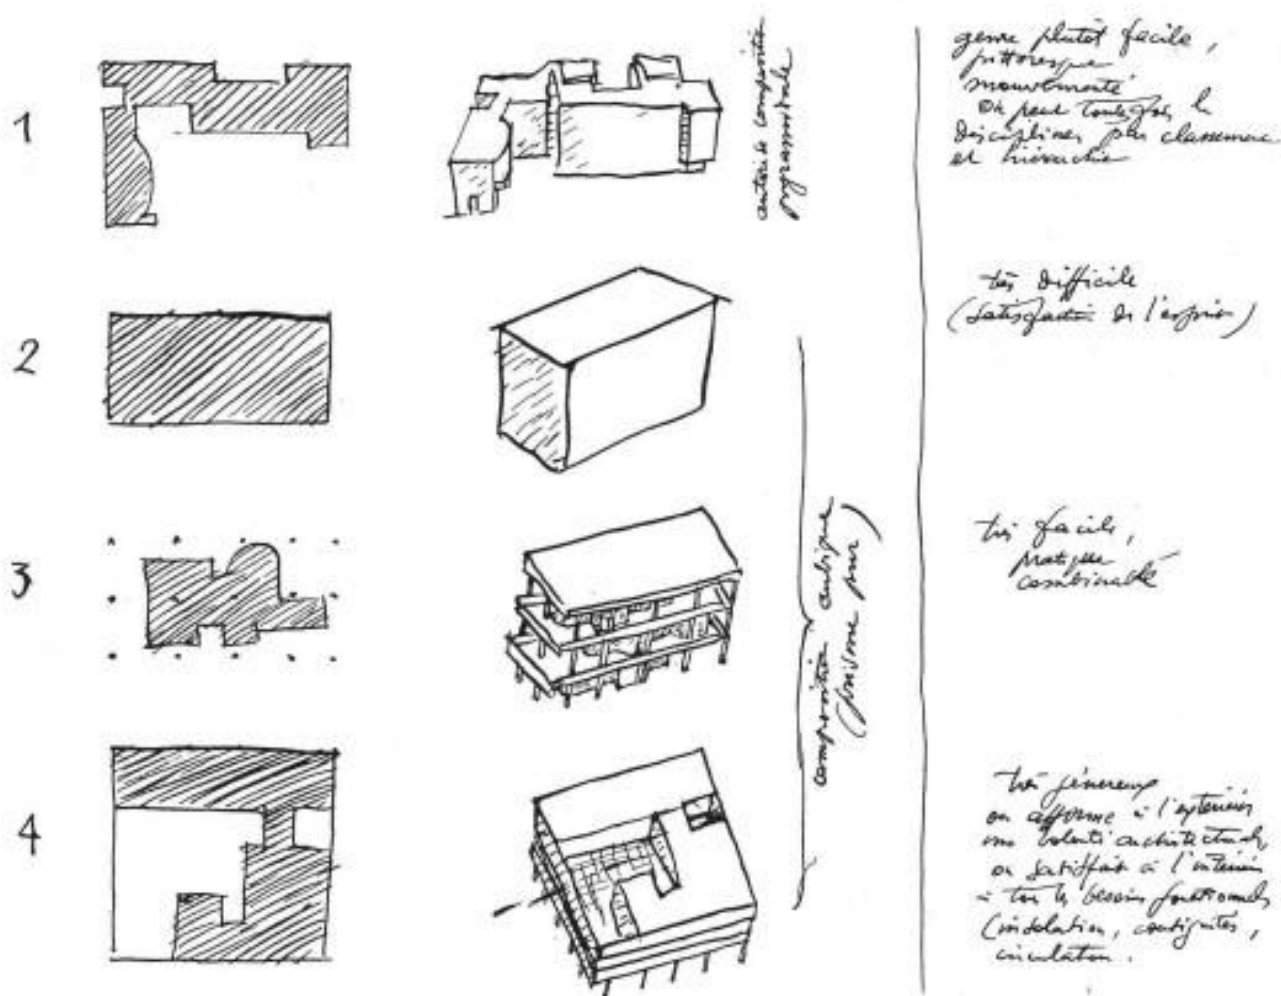 1
genre plutôt facile,
pittoresque
mouvementé
on peut toutefois le
discipliner par classement
et hiérarchie
composition
pyramidale
2
très difficile
(satisfaction de l'esprit)
3
très facile,
pratique
combinable
composition cubique
(prisme pur)
4
très généreux
on affirme à l'extérieur
une volonté architecturale,
on satisfait à l'intérieur
à tous les besoins fonctionnels
(insolation, contiguités,
circulation.